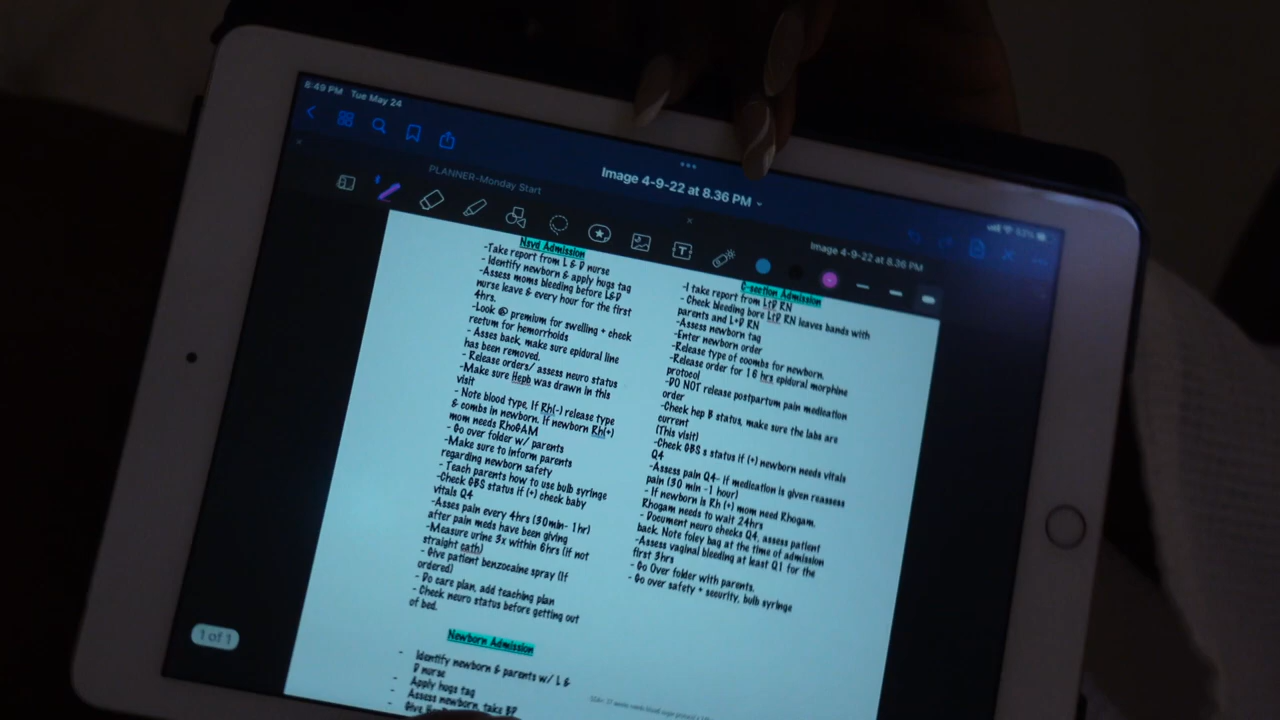 8:49 PM Tue May 24
Image 4-9-22 at 8.36 PM
53%
PLANNER-Monday Start
Image 4-9-22 at 8.36 PM
Nsvd Admission
-Take report from L & D nurse
- Identify newborn & apply hugs tag
-Assess moms bleeding before L&D
nurse leave & every hour for the first
4hrs.
-Look @ premium for swelling + check
rectum for hemorrhoids
- Asses back, make sure epidural line
has been removed.
- Release orders/ assess neuro status
-Make sure Hepb was drawn in this
visit
- Note blood type. If Rh(-) release type
& combs in newborn. If newborn Rh(+)
mom needs RhoGAM
- Go over folder w/ parents
-Make sure to inform parents
regarding newborn safety
- Teach parents how to use bulb syringe
-Check GBS status if (+) check baby
vitals Q4
-Asses pain every 4hrs (30min- 1hr)
after pain meds have been giving
-Measure urine 3x within 6hrs (if not
straight cath)
- Give patient benzocaine spray (if
ordered)
- Do care plan, add teaching plan
- Check neuro status before getting out
of bed.
Newborn Admission
- Identify newborn & parents w/ L &
D nurse
- Apply hugs tag
- Assess newborn, take BP
- Give
C-section Admission
-I take report from L&D RN
- Check bleeding bore L&D RN leaves bands with
parents and L+D RN
-Assess newborn tag
-Enter newborn order
-Release type of coombs for newborn.
-Release order for 16 hrs epidural morphine
protocol
-DO NOT release postpartum pain medication
order
-Check hep B status, make sure the labs are
current
(This visit)
-Check GBS s status if (+) newborn needs vitals
Q4
-Assess pain Q4- if medication is given reassess
pain (30 min -1 hour)
- If newborn is Rh (+) mom need Rhogam.
Rhogam needs to wait 24hrs
- Document neuro checks Q4, assess patient
back. Note foley bag at the time of admission
-Assess vaginal bleeding at least Q1 for the
first 3hrs
- Go Over folder with parents.
- Go over safety + security, bulb syringe
1 of 1